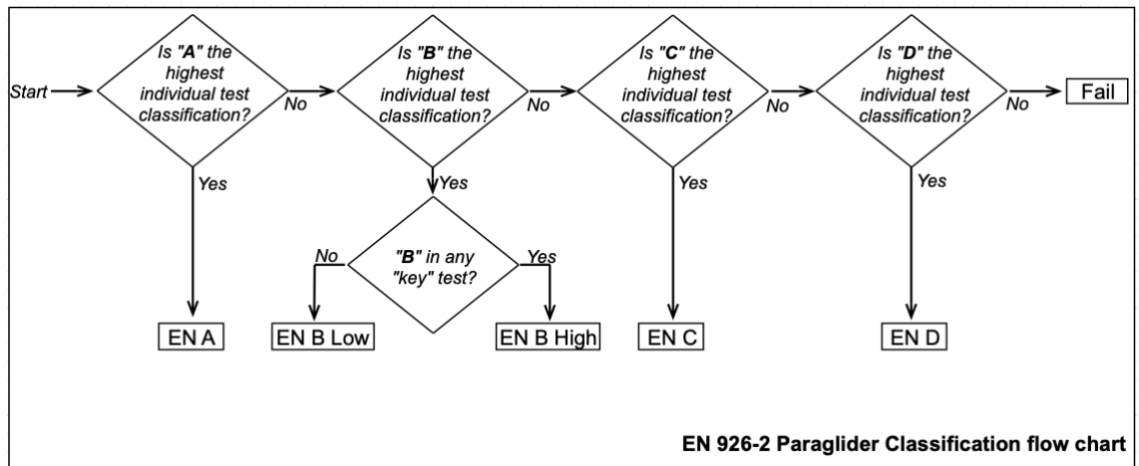 Start
Is "A" the
highest
individual test
classification?
No
Yes
EN A
Is "B" the
highest
individual test
classification?
No
Yes
"B" in any
"key" test?
No
Yes
EN B Low
EN B High
Is "C" the
highest
individual test
classification?
No
Yes
EN C
Is "D" the
highest
individual test
classification?
No
Yes
EN D
Fail
EN 926-2 Paraglider Classification flow chart